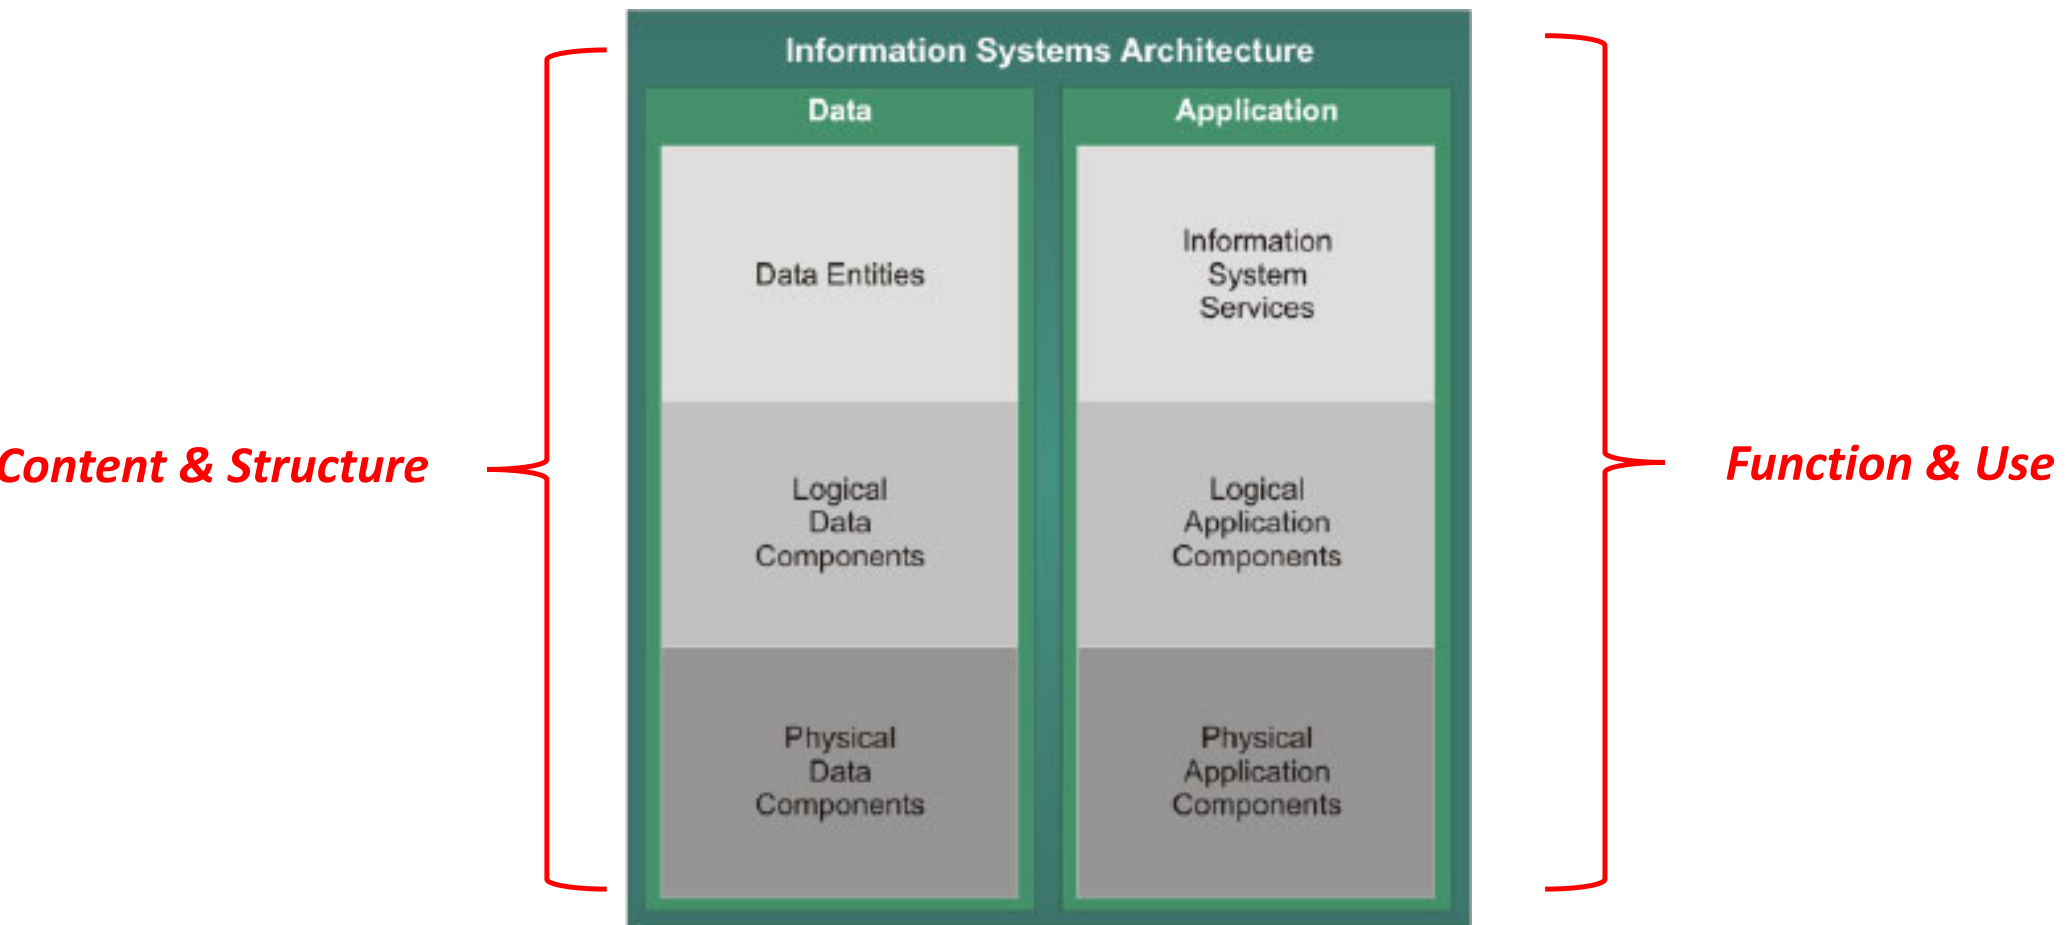 Information Systems Architecture
Data
Application
Data Entities
Information
System
Services
Content & Structure
Function & Use
Logical
Data
Components
Logical
Application
Components
Physical
Data
Components
Physical
Application
Components